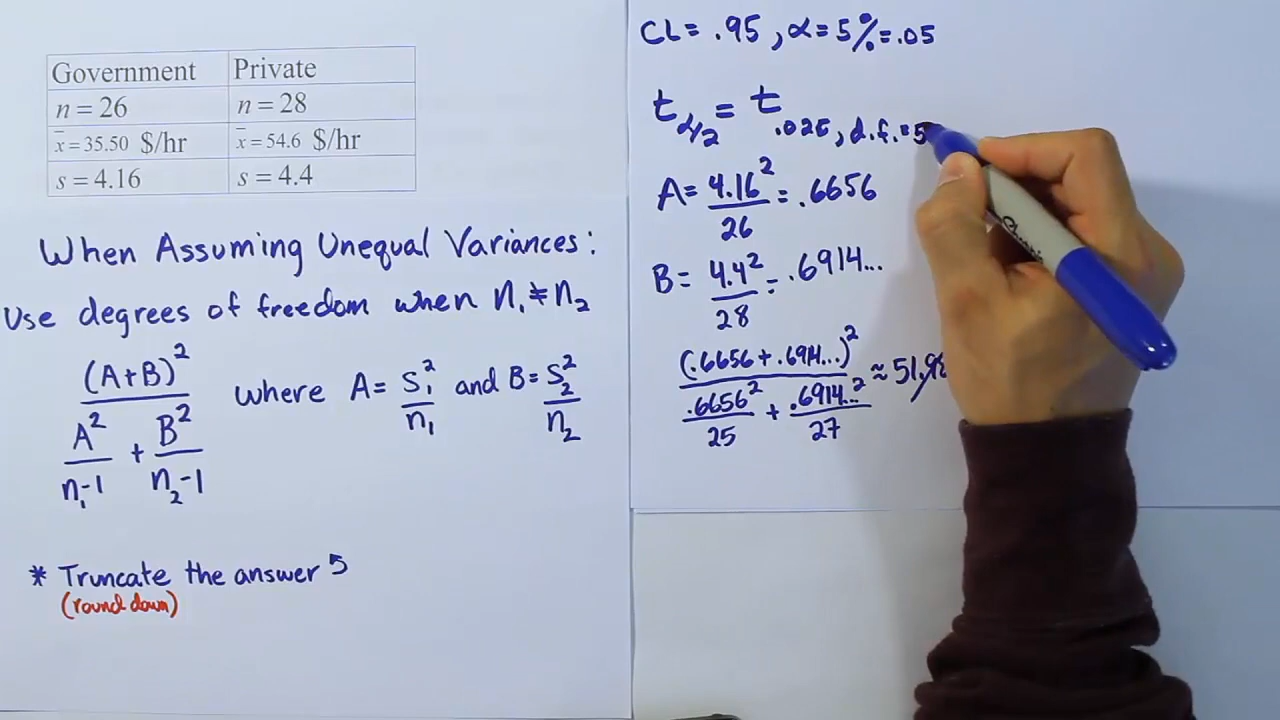 Government Private
n = 26 n = 28
x̄ = 35.50 $/hr x̄ = 54.6 $/hr
s = 4.16 s = 4.4
When Assuming Unequal Variances:
Use degrees of freedom when n₁ ≠ n₂
(A+B)² / (A²/(n₁-1) + B²/(n₂-1)) where A = S₁²/n₁ and B = S₂²/n₂
* Truncate the answer
(round down)
CL = .95 , α = 5% = .05
t α/2 = t .025, d.f. = 5
A = 4.16²/26 = .6656
B = 4.4²/28 = .6914...
(.6656 + .6914...)² / (.6656²/25 + .6914...²/27) ≈ 51.98